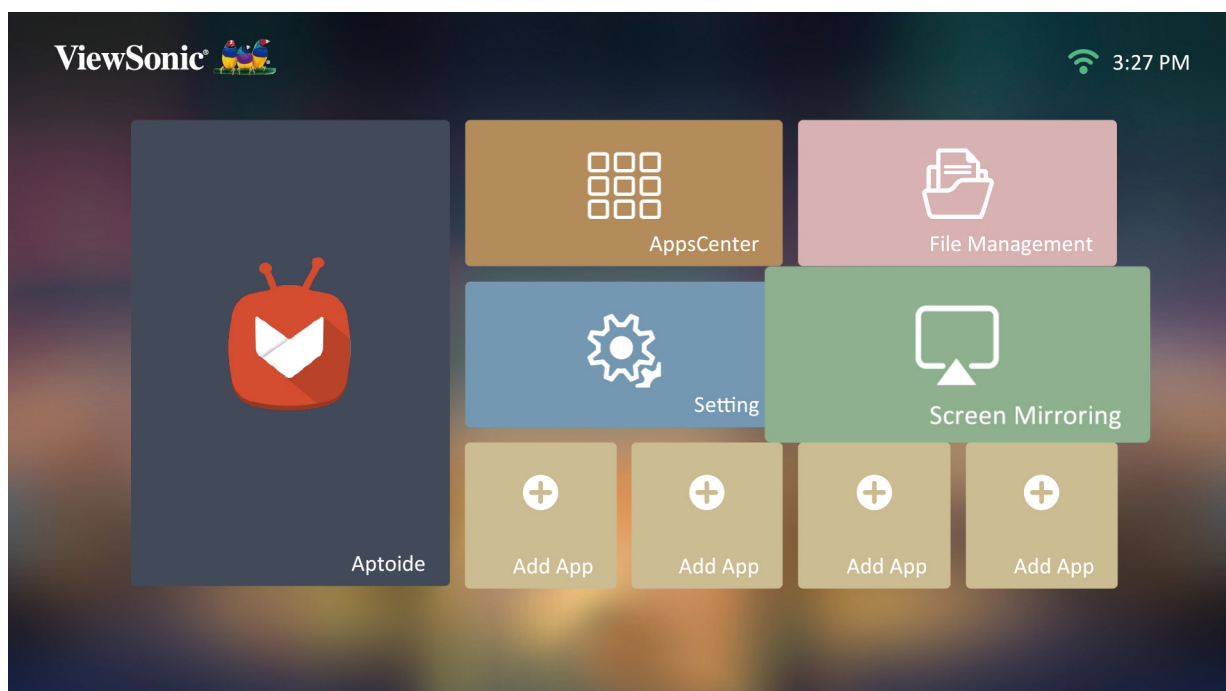 ViewSonic®
3:27 PM
AppsCenter
File Management
Setting
Screen Mirroring
Aptoide
Add App
Add App
Add App
Add App